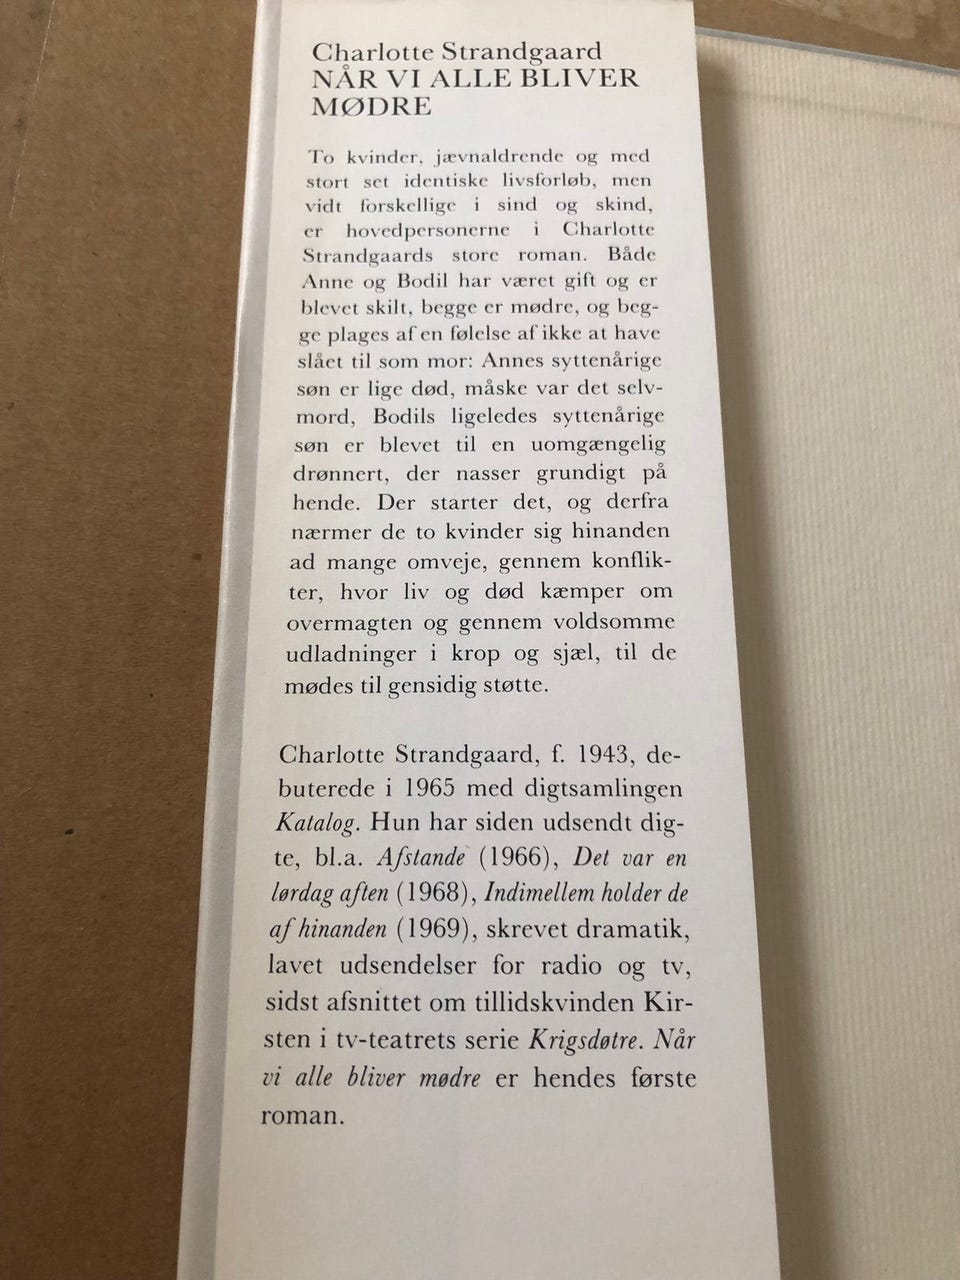 Charlotte Strandgaard
NÅR VI ALLE BLIVER
MØDRE
To kvinder, jævnaldrende og med
stort set identiske livsforløb, men
vidt forskellige i sind og skind,
er hovedpersonerne i Charlotte
Strandgaards store roman. Både
Anne og Bodil har været gift og er
blevet skilt, begge er mødre, og beg-
ge plages af en følelse af ikke at have
slået til som mor: Annes syttenårige
søn er lige død, måske var det selv-
mord, Bodils ligeledes syttenårige
søn er blevet til en uomgængelig
drønnert, der nasser grundigt på
hende. Der starter det, og derfra
nærmer de to kvinder sig hinanden
ad mange omveje, gennem konflik-
ter, hvor liv og død kæmper om
overmagten og gennem voldsomme
udladninger i krop og sjæl, til de
mødes til gensidig støtte.
Charlotte Strandgaard, f. 1943, de-
buterede i 1965 med digtsamlingen
Katalog. Hun har siden udsendt dig-
te, bl.a. Afstande (1966), Det var en
lørdag aften (1968), Indimellem holder de
af hinanden (1969), skrevet dramatik,
lavet udsendelser for radio og tv,
sidst afsnittet om tillidskvinden Kir-
sten i tv-teatrets serie Krigsdøtre. Når
vi alle bliver mødre er hendes første
roman.